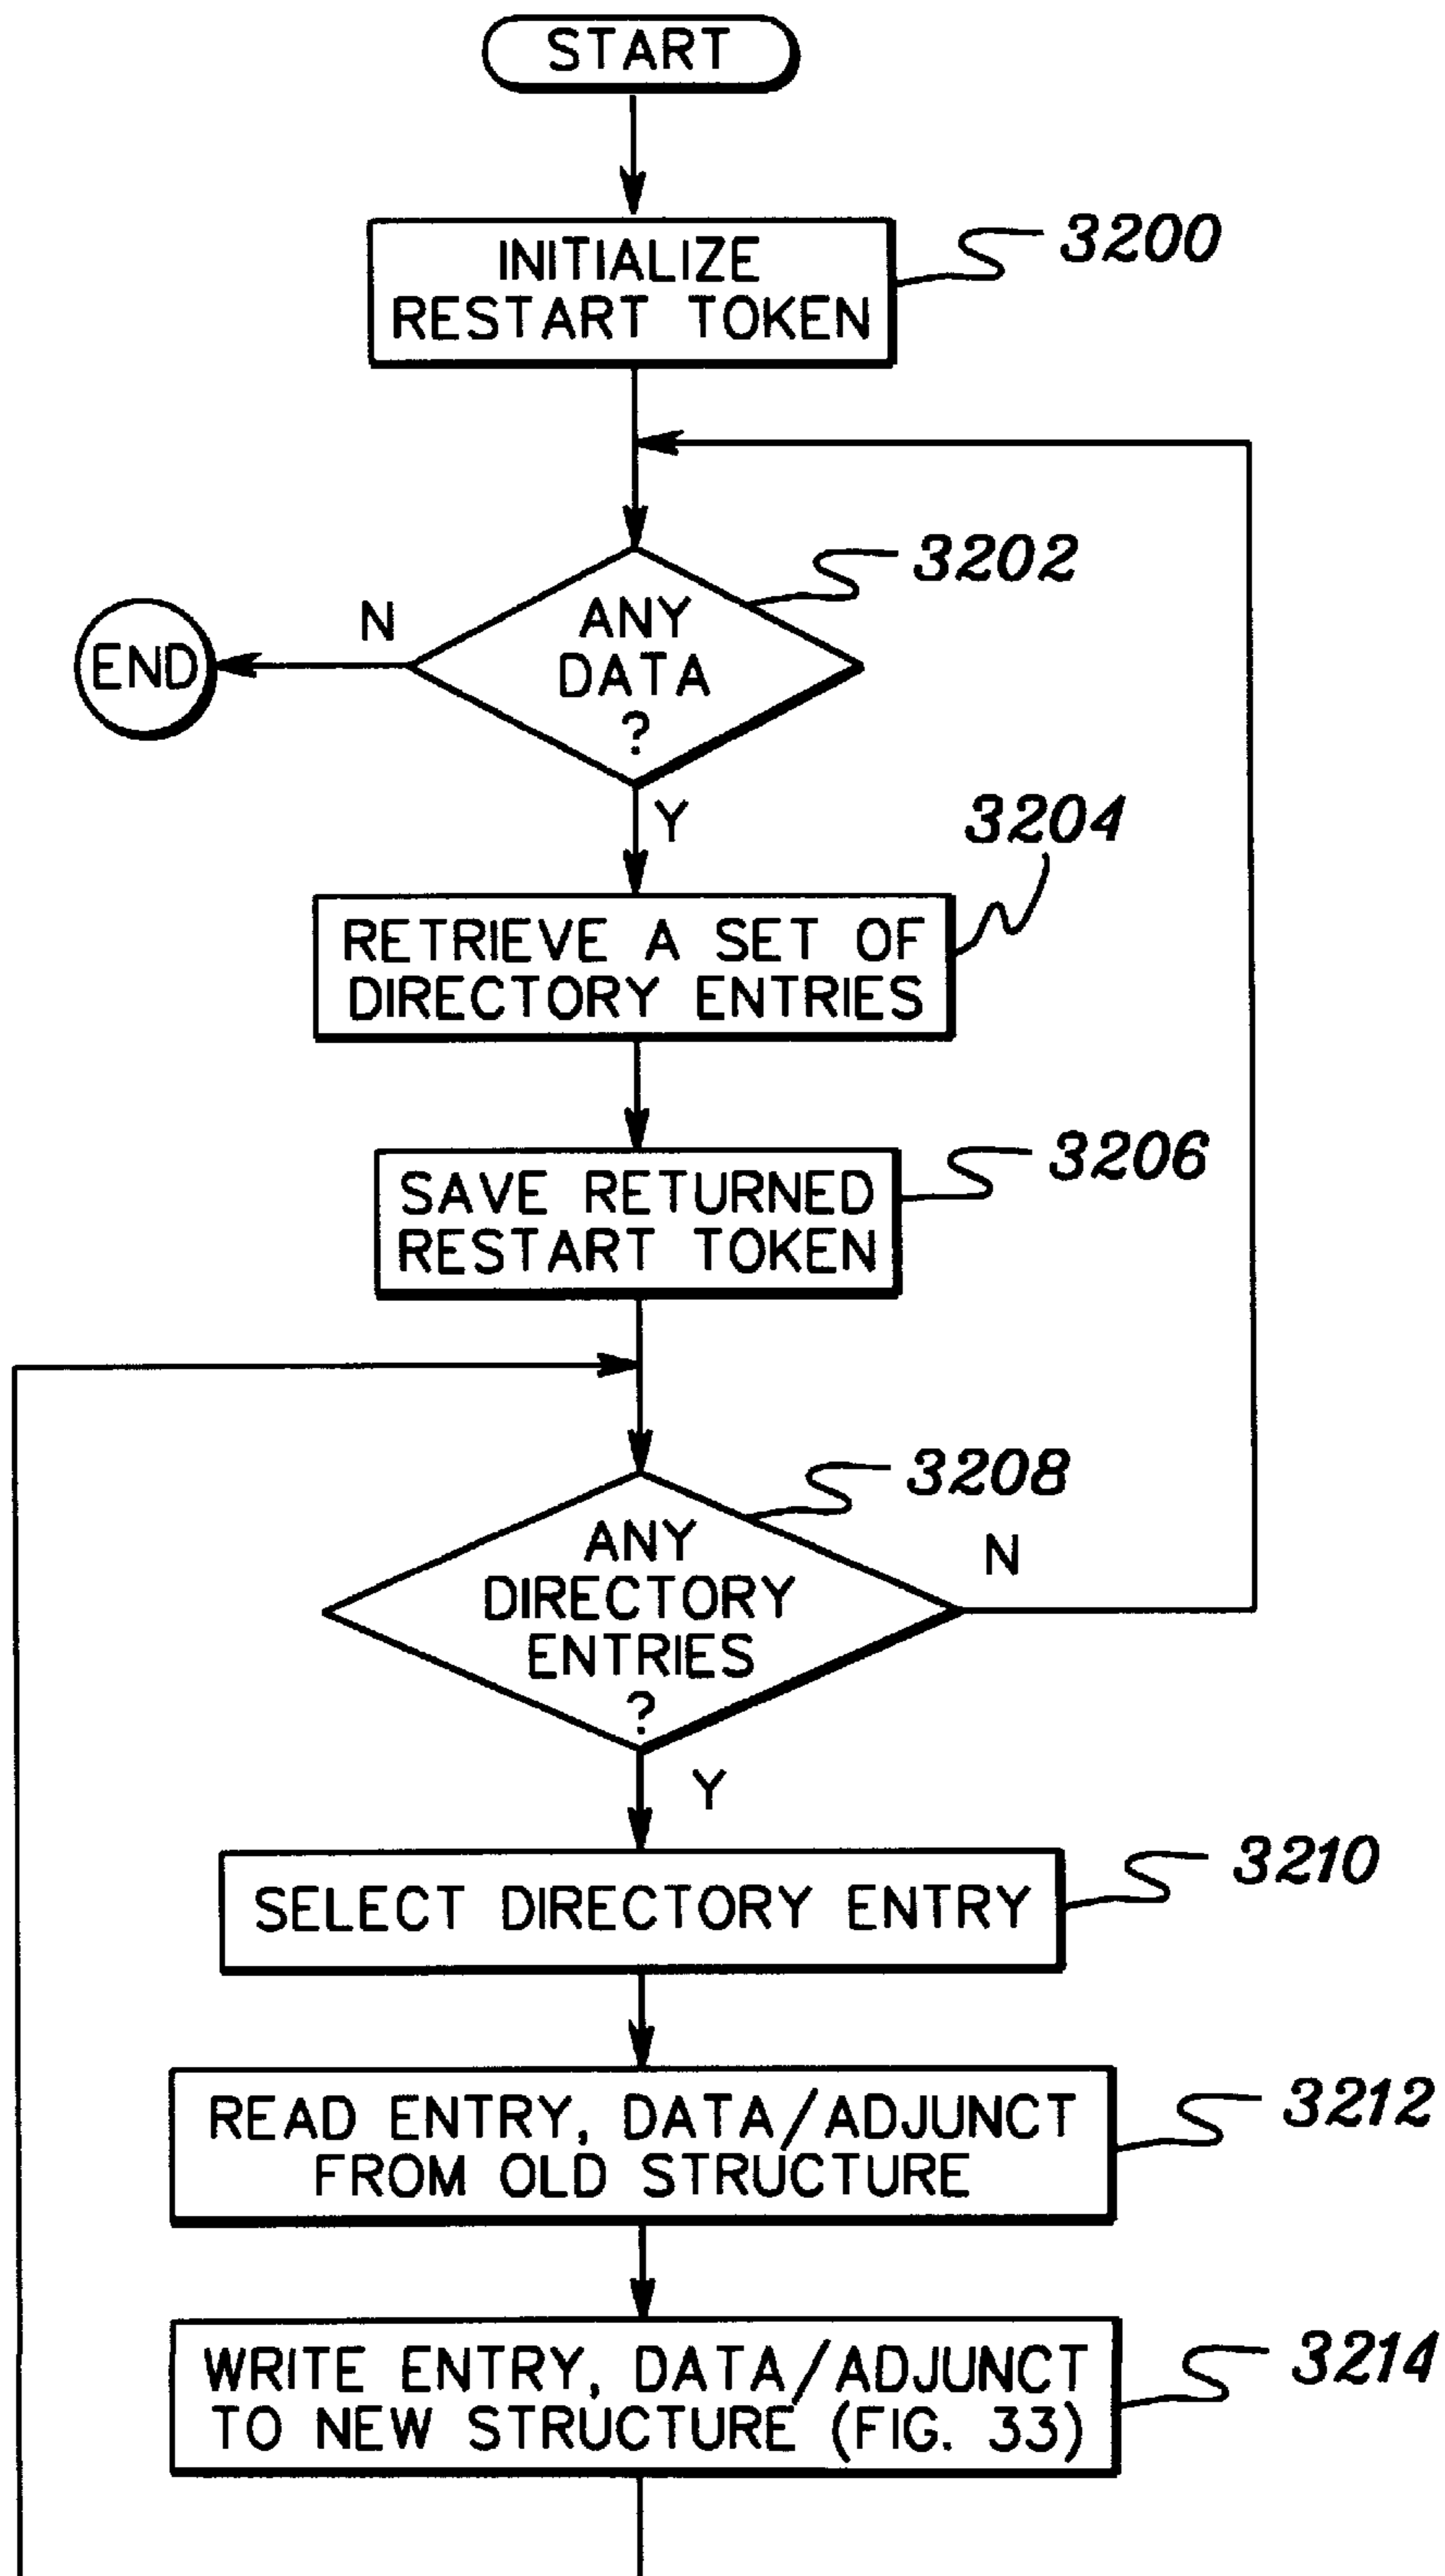 START
INITIALIZE
RESTART TOKEN
3200
3202
ANY
DATA
?
N
END
Y
3204
RETRIEVE A SET OF
DIRECTORY ENTRIES
3206
SAVE RETURNED
RESTART TOKEN
3208
ANY
DIRECTORY
ENTRIES
?
N
Y
3210
SELECT DIRECTORY ENTRY
3212
READ ENTRY, DATA/ADJUNCT
FROM OLD STRUCTURE
3214
WRITE ENTRY, DATA/ADJUNCT
TO NEW STRUCTURE (FIG. 33)